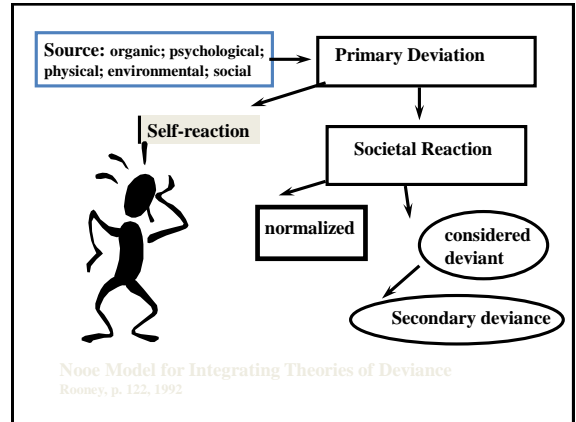 Source: organic; psychological;
physical; environmental; social
Primary Deviation
Self-reaction
Societal Reaction
normalized
considered
deviant
Secondary deviance
Nooe Model for Integrating Theories of Deviance
Rooney, p. 122, 1992